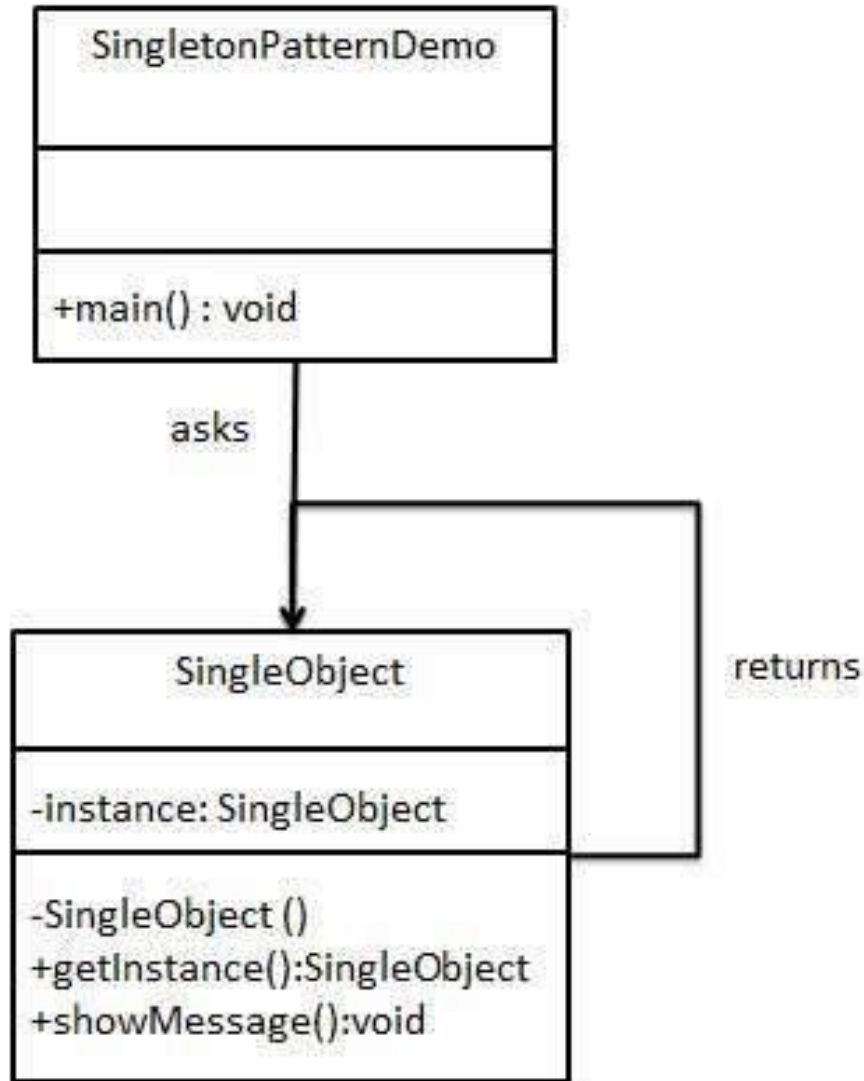 SingletonPatternDemo
+main() : void
asks
SingleObject
returns
-instance: SingleObject
-SingleObject ()
+getInstance():SingleObject
+showMessage():void